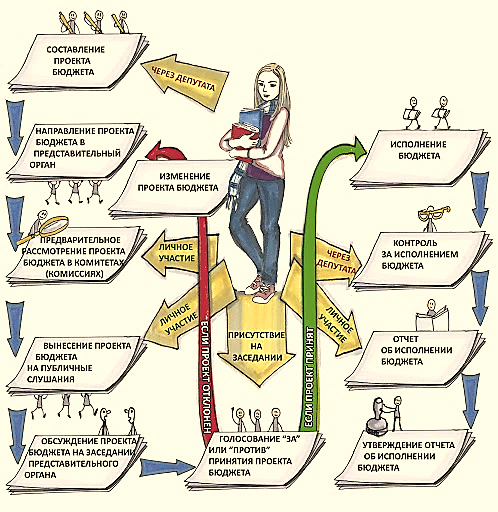 СОСТАВЛЕНИЕ
ПРОЕКТА
БЮДЖЕТА
ЧЕРЕЗ ДЕПУТАТА
НАПРАВЛЕНИЕ ПРОЕКТА
БЮДЖЕТА В
ПРЕДСТАВИТЕЛЬНЫЙ
ОРГАН
ИЗМЕНЕНИЕ
ПРОЕКТА БЮДЖЕТА
ПРЕДВАРИТЕЛЬНОЕ
РАССМОТРЕНИЕ ПРОЕКТА
БЮДЖЕТА В КОМИТЕТАХ
(КОМИССИЯХ)
ЛИЧНОЕ
УЧАСТИЕ
ВЫНЕСЕНИЕ ПРОЕКТА
БЮДЖЕТА
НА ПУБЛИЧНЫЕ
СЛУШАНИЯ
ЛИЧНОЕ
УЧАСТИЕ
ОБСУЖДЕНИЕ ПРОЕКТА
БЮДЖЕТА НА ЗАСЕДАНИИ
ПРЕДСТАВИТЕЛЬНОГО
ОРГАНА
ПРИСУТСТВИЕ
НА
ЗАСЕДАНИИ
ЕСЛИ ПРОЕКТ ОТКЛОНЕН
ГОЛОСОВАНИЕ "ЗА"
ИЛИ "ПРОТИВ"
ПРИНЯТИЯ ПРОЕКТА
БЮДЖЕТА
ЕСЛИ ПРОЕКТ ПРИНЯТ
ИСПОЛНЕНИЕ
БЮДЖЕТА
ЧЕРЕЗ
ДЕПУТАТА
КОНТРОЛЬ
ЗА ИСПОЛНЕНИЕМ
БЮДЖЕТА
ЛИЧНОЕ
УЧАСТИЕ
ОТЧЕТ
ОБ ИСПОЛНЕНИИ
БЮДЖЕТА
УТВЕРЖДЕНИЕ ОТЧЕТА
ОБ ИСПОЛНЕНИИ
БЮДЖЕТА